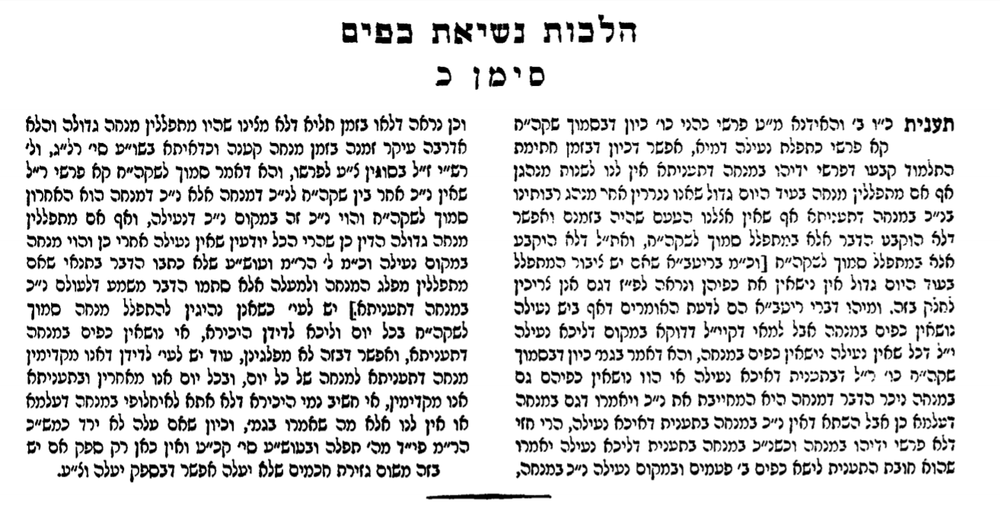 הלכות נשיאת כפים
סימן כ
תענית כ״ו ב׳ והאידנא מ״ט פרשי כהני כו׳ כיון דבסמוך שקה״ח
קא פרשי כתפלת נעילה דמיא, אפשר דכיון דבזמן חתימת
התלמוד קבעו דפרשי ידיהו במנחה דתעניתא אין לנו לשנות מנהגן
אף אם מתפללין מנחה בעוד היום גדול שאנו נגררין אחר מנהג רבותינו
בנ״כ במנחה דתעניתא אף שאין אצלנו הטעם שהיה בזמנם ואפשר
דלא הוקבע הדבר אלא במתפלל סמוך לשקה״ח, ואת״ל דלא היקבע
אלא במתפלל סמוך לשקה״ח [וכ״מ בריטב״א שאם יש ציבור המתפלל
בעוד היום גדול אין נישאין את כפיהן ונראה לפ״ז דגם אנן צריכין
לחלק בזה. ומיהו דברי ריטב״א הם לדעת האומרים דאף ביש נעילה
נושאין כפים במנחה אבל למאי דקיי״ל דדוקא במקום דליכא נעילה
י״ל דכל שאין נעילה נישאין כפים במנחה, והא דאמר בגמ׳ כיון דבסמוך
שקה״ח כו׳ ר״ל דבתענית דאיכא נעילה אי הוו נושאין כפיהם גם
במנחה ניכר הדבר דמנחה היא המחייבת את נ״כ ויאמרו דגם במנחה
דעלמא כן אבל השתא דאין נ״כ במנחה בתענית דאיכא נעילה, הרי חזי
דלא פרשי ידיהו במנחה וכשנ״כ במנחה בתענית דליכא נעילה יאמרו
שהוא חובת התענית לישא כפים ב׳ פעמים ובמקום נעילה נ״כ במנחה,
וכן נראה דלאו בזמן תליא דלא מצינו שהיו מתפללין מנחה גדולה והלא
אדרבה עיקר זמנה בזמן מנחה קטנה וכדאיתא בשו״ע סי׳ רל״ג, ול׳
רש״י ז״ל בסוגין צ״ע לפרשו, והא דאמר סמוך לשקה״ח קא פרשי ר״ל
שאין נ״כ אחר בין שקה״ח לנ״כ דמנחה אלא נ״כ דמנחה הוא האחרון
סמוך לשקה״ח והוי נ״כ זה במקום נ״כ דנעילה, ואף אם מתפללין
מנחה גדולה הדין כן שהרי הכל יודעין שאין נעילה אחרי כן והוי מנחה
במקום נעילה וכ״מ ל׳ הר״מ וטוש״ע שלא כתבו הדבר בתנאי שאם
מתפללין מפלג המנחה ולמעלה אלא סתמו הדבר משמע דלעולם נ״כ
במנחה דתעניתא.] יש לעי׳ כשאנן נהיגין להתפלל מנחה סמוך
לשקה״ח בכל יום וליכא לדידן היכירא, אי נושאין כפים במנחה
דתעניתא, ואפשר דבזה לא מפלגינן, עוד יש לעי׳ לדידן דאנו מקדימין
מנחה דתעניתא למנחה של כל יום, ובכל יום אנו מאחרין ובתעניתא
אנו מקדימין, אי חשיב נמי היכירא דלא אתא לאיחלופי במנחה דעלמא
או אין לנו אלא מה שאמרו בגמ׳, וכיון שאם עלה לא ירד כמש״כ
הר״מ פי״ד מה׳ תפלה ובטוש״ע סי׳ קכ״ט ואין כאן רק ספק אם יש
בזה משום גזירת חכמים שלא יעלה אפשר דבספק יעלה וצ״ע.